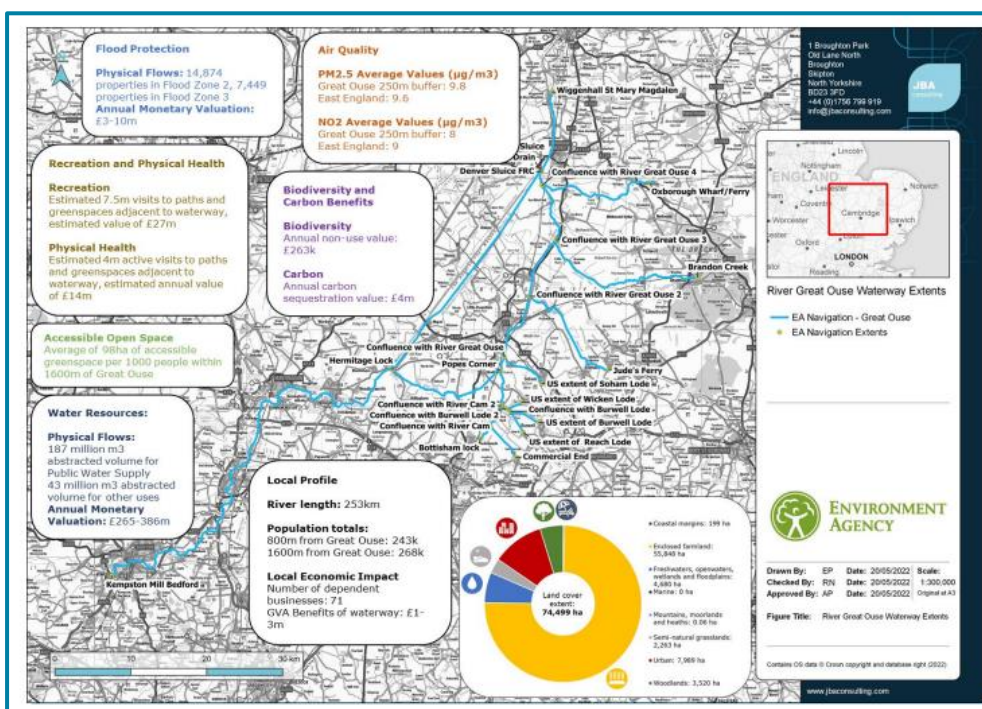 Flood Protection
Physical Flows: 14,874
properties in Flood Zone 2, 7,449
properties in Flood Zone 3
Annual Monetary Valuation:
£3-10m
Air Quality
PM2.5 Average Values (µg/m3)
Great Ouse 250m buffer: 9.8
East England: 9.6
NO2 Average Values (µg/m3)
Great Ouse 250m buffer: 8
East England: 9
Recreation and Physical Health
Recreation
Estimated 7.5m visits to paths and
greenspaces adjacent to waterway,
estimated value of £27m
Physical Health
Estimated 4m active visits to paths
and greenspaces adjacent to
waterway, estimated annual value
of £14m
Biodiversity and
Carbon Benefits
Biodiversity
Annual non-use value:
£263k
Carbon
Annual carbon
sequestration value: £4m
Accessible Open Space
Average of 98ha of accessible
greenspace per 1000 people within
1600m of Great Ouse
Water Resources:
Physical Flows:
187 million m3
abstracted volume for
Public Water Supply
43 million m3 abstracted
volume for other uses
Annual Monetary
Valuation: £265-386m
Local Profile
River length: 253km
Population totals:
800m from Great Ouse: 243k
1600m from Great Ouse: 268k
Local Economic Impact
Number of dependent
businesses: 71
GVA Benefits of waterway: £1-
3m
Wiggenhall St Mary Magdalen
Sluice
Drain
Denver Sluice FRC
Confluence with River Great Ouse 4
Oxborough Wharf/Ferry
Confluence with River Great Ouse 3
Brandon Creek
Confluence with River Great Ouse 2
Confluence with River Great Ouse
Hermitage Lock
Popes Corner
Jude's Ferry
US extent of Soham Lode
Confluence with River Cam 2
US extent of Wicken Lode
Confluence with Burwell Lode 2
Confluence with Burwell Lode
Confluence with River Cam
US extent of Burwell Lode
Bottisham lock
US extent of Reach Lode
Commercial End
Kempston Mill Bedford
0 10 20 30 km
Land cover
extent:
74,499 ha
Coastal margins: 199 ha
Enclosed farmland:
55,848 ha
Freshwaters, openwaters,
wetlands and floodplains:
4,680 ha
Marine: 0 ha
Mountains, moorlands
and heaths: 0.06 ha
Semi-natural grasslands:
2,293 ha
Urban: 7,989 ha
Woodlands: 3,520 ha
1 Broughton Park
Old Lane North
Broughton
Skipton
North Yorkshire
BD23 3FD
+44 (0)1756 799 919
info@jbaconsulting.com
JBA
consulting
Lincoln
Nottingham
ENGLAND
Leicester
Norwich
Coventry
Worcester
Cambridge
Ipswich
Oxford
Luton
LONDON
Reading
River Great Ouse Waterway Extents
EA Navigation - Great Ouse
EA Navigation Extents
ENVIRONMENT
AGENCY
Drawn By: EP Date: 20/05/2022 Scale:
Checked By: RN Date: 20/05/2022 1:300,000
Approved By: AP Date: 20/05/2022 Original at A3
Figure Title: River Great Ouse Waterway Extents
Contains OS data © Crown copyright and database right (2022)
www.jbaconsulting.com